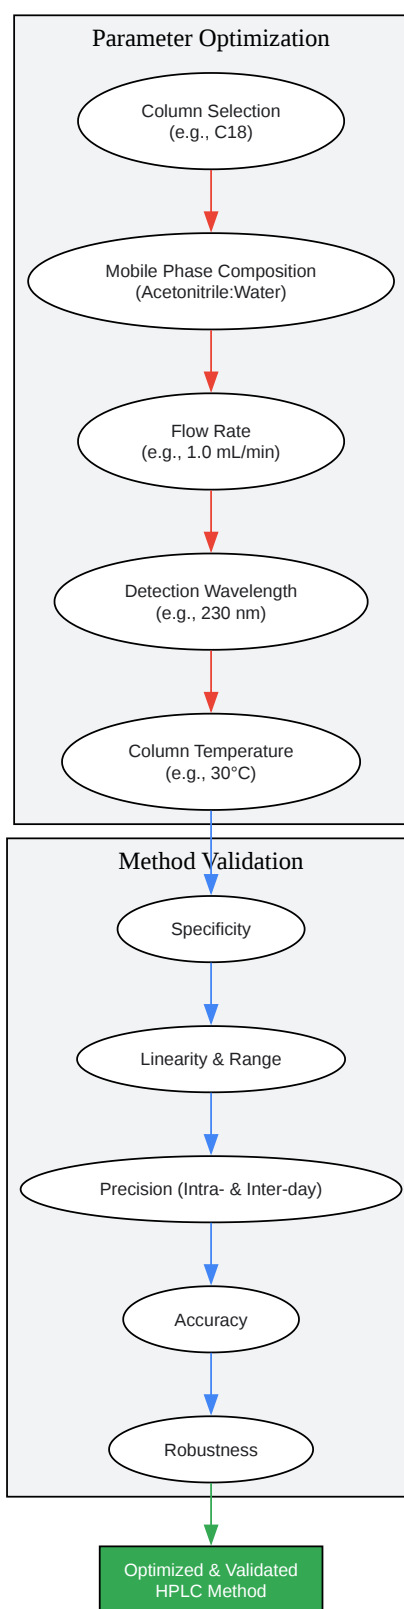 Parameter Optimization
Column Selection
(e.g., C18)
Mobile Phase Composition
(Acetonitrile:Water)
Flow Rate
(e.g., 1.0 mL/min)
Detection Wavelength
(e.g., 230 nm)
Column Temperature
(e.g., 30°C)
Method Validation
Specificity
Linearity & Range
Precision (Intra- & Inter-day)
Accuracy
Robustness
Optimized & Validated
HPLC Method